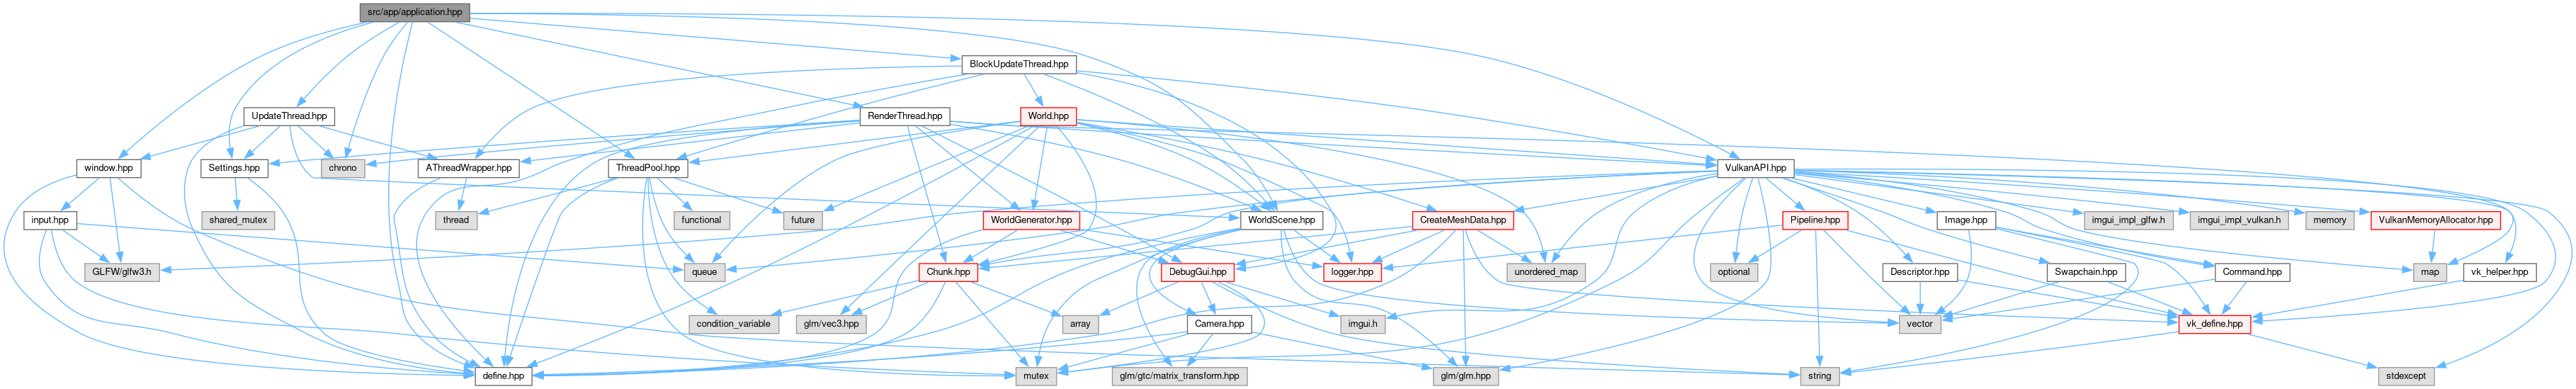 src/app/application.hpp
BlockUpdateThread.hpp
UpdateThread.hpp
RenderThread.hpp
World.hpp
window.hpp
Settings.hpp
chrono
AThreadWrapper.hpp
ThreadPool.hpp
VulkanAPI.hpp
input.hpp
shared_mutex
thread
functional
future
WorldGenerator.hpp
WorldScene.hpp
CreateMeshData.hpp
Pipeline.hpp
Image.hpp
imgui_impl_glfw.h
imgui_impl_vulkan.h
memory
VulkanMemoryAllocator.hpp
GLFW/glfw3.h
queue
Chunk.hpp
DebugGui.hpp
logger.hpp
unordered_map
optional
Descriptor.hpp
Swapchain.hpp
Command.hpp
map
vk_helper.hpp
condition_variable
glm/vec3.hpp
array
Camera.hpp
imgui.h
vector
vk_define.hpp
define.hpp
mutex
glm/gtc/matrix_transform.hpp
glm/glm.hpp
string
stdexcept